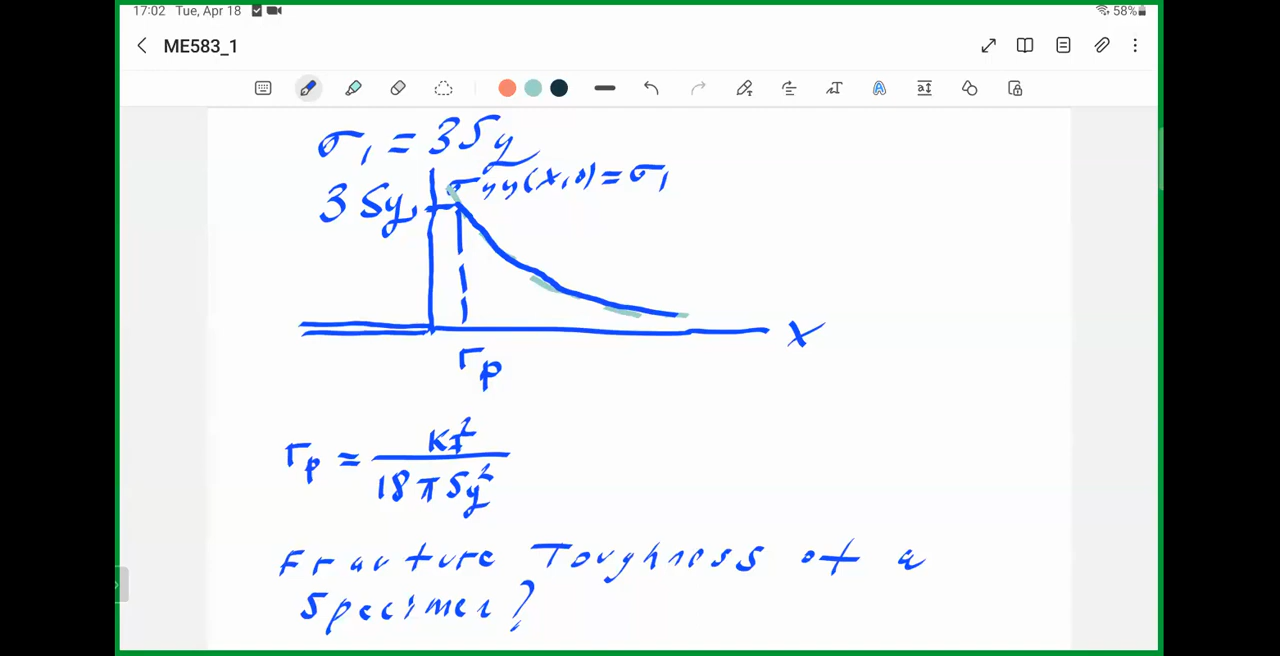 17:02 Tue, Apr 18
58%
ME583_1
σ₁ = 3Sy
σyy(x,0) = σ₁
3Sy
x
rp
rp ≈ KI² / 18πSy²
Fracture Toughness of a
Specimen?